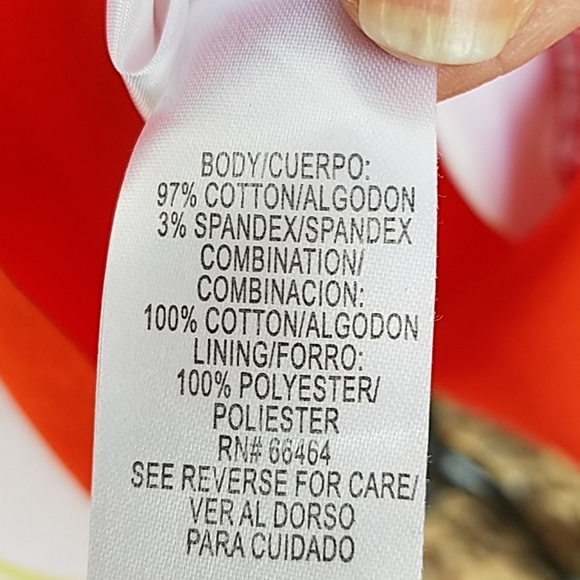 BODY/CUERPO:
97% COTTON/ALGODON
3% SPANDEX/SPANDEX
COMBINATION/
COMBINACION:
100% COTTON/ALGODON
LINING/FORRO:
100% POLYESTER/
POLIESTER
RN# 66464
SEE REVERSE FOR CARE/
VER AL DORSO
PARA CUIDADO